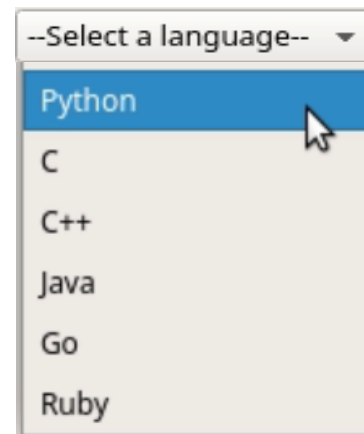 --Select a language--
Python
C
C++
Java
Go
Ruby